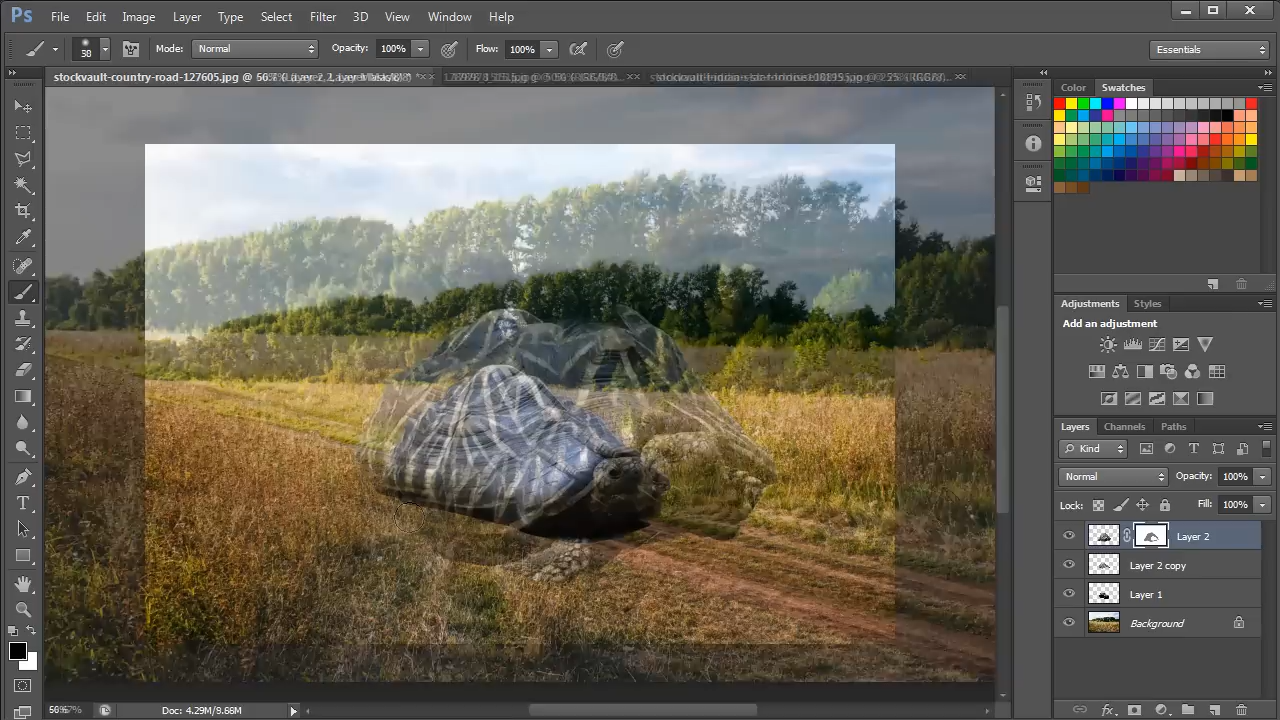 Ps File Edit Image Layer Type Select Filter 3D View Window Help
38 Mode: Normal Opacity: 100% Flow: 100% Essentials
stockvault-country-road-127605.jpg @
Color Swatches
Adjustments Styles
Add an adjustment
Layers Channels Paths
Kind
Normal Opacity: 100%
Lock: Fill: 100%
Layer 2
Layer 2 copy
Layer 1
Background
Doc: 4.29M/9.66M